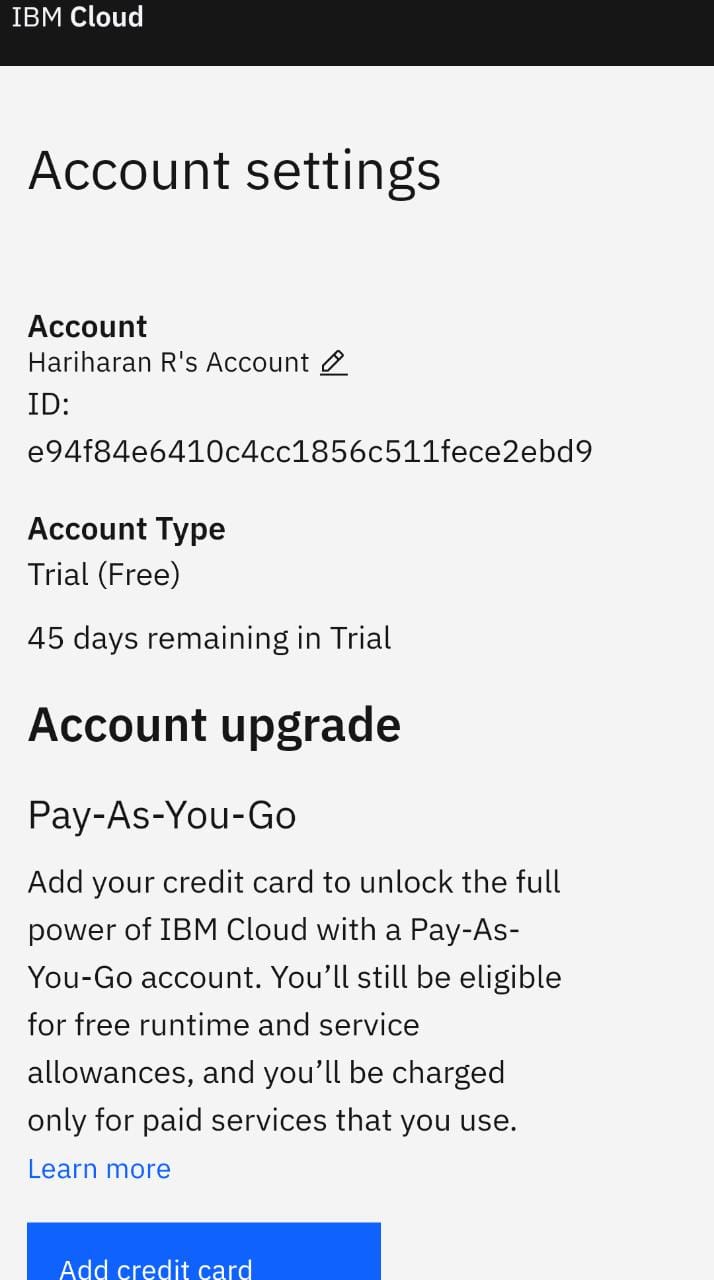 IBM Cloud
Account settings
Account
Hariharan R's Account
ID:
e94f84e6410c4cc1856c511fece2ebd9
Account Type
Trial (Free)
45 days remaining in Trial
Account upgrade
Pay-As-You-Go
Add your credit card to unlock the full
power of IBM Cloud with a Pay-As-
You-Go account. You’ll still be eligible
for free runtime and service
allowances, and you’ll be charged
only for paid services that you use.
Learn more
Add credit card